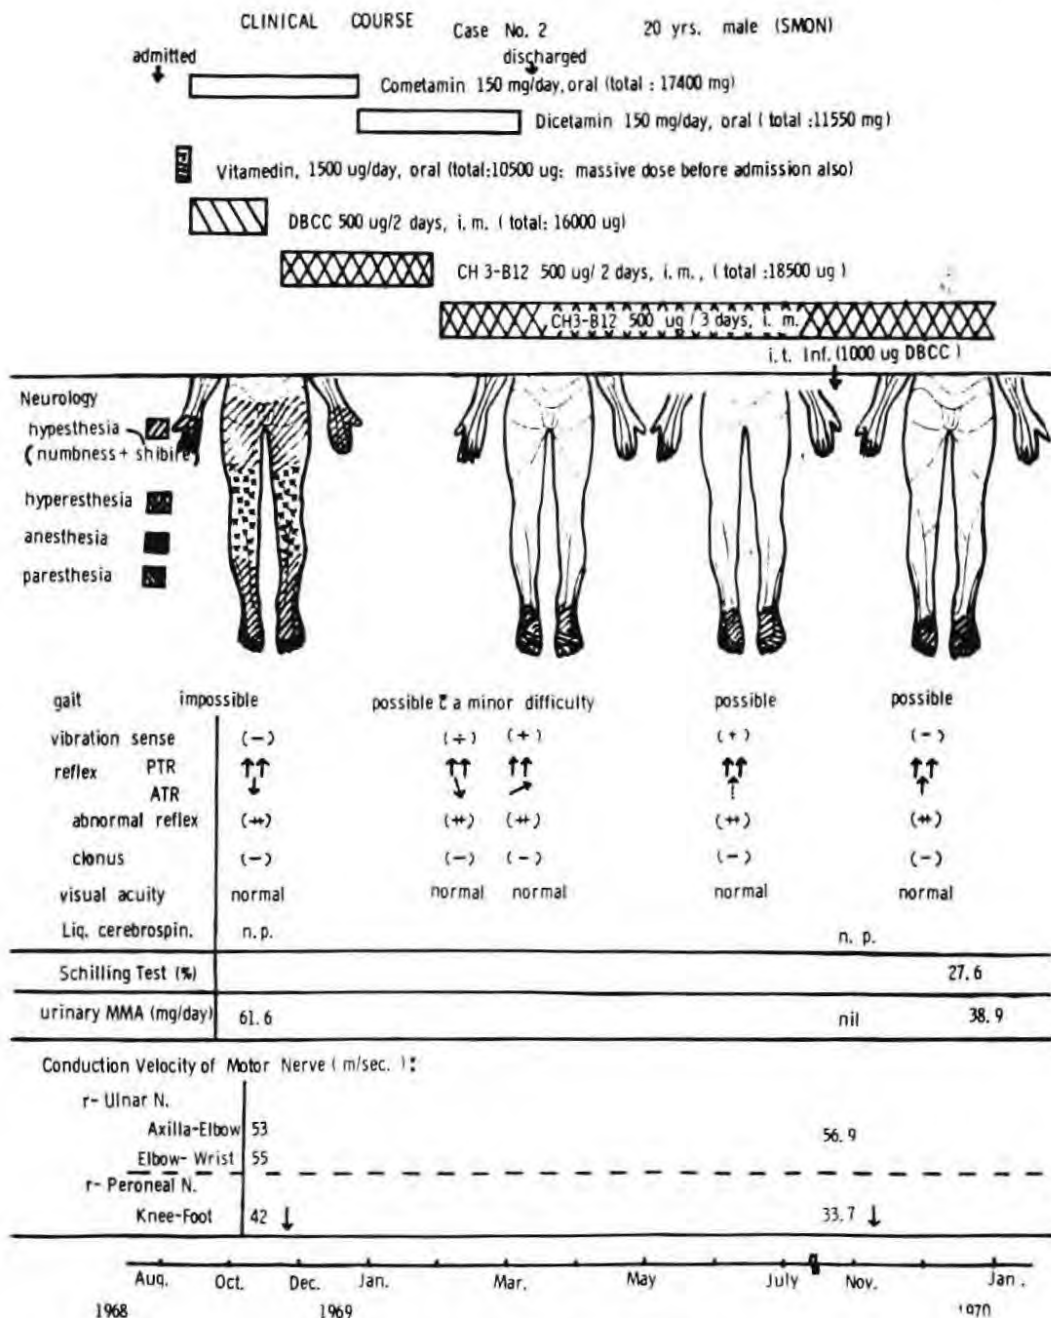 CLINICAL COURSE Case No. 2 20 yrs. male (SMON)
admitted discharged
Cometamin 150 mg/day, oral (total : 17400 mg)
Dicetamin 150 mg/day, oral ( total :11550 mg)
Vitamedin, 1500 ug/day, oral (total:10500 ug: massive dose before admission also)
DBCC 500 ug/2 days, i. m. ( total: 16000 ug)
CH 3-B12 500 ug/ 2 days, i. m. , ( total :18500 ug )
CH3-B12 500 ug / 3 days, i. m.
i. t. Inf. (1000 ug DBCC )
Neurology
hypesthesia
( numbness + shibire )
hyperesthesia
anesthesia
paresthesia
gait impossible possible c̄ a minor difficulty possible possible
vibration sense (−) (+) (+) (+) (−)
reflex PTR ↑↑ ↑↑ ↑↑ ↑↑ ↑↑
ATR ↓ ↘ ↗ ↑ ↑
abnormal reflex (++) (++) (++) (++) (++)
clonus (−) (−) (−) (−) (−)
visual acuity normal normal normal normal normal
Liq. cerebrospin. n. p. n. p.
Schilling Test (%) 27. 6
urinary MMA (mg/day) 61. 6 nil 38. 9
Conduction Velocity of Motor Nerve ( m/sec. ) :
r- Ulnar N.
Axilla-Elbow 53 56. 9
Elbow- Wrist 55
r- Peroneal N.
Knee-Foot 42 ↓ 33. 7 ↓
Aug. Oct. Dec. Jan. Mar. May July Nov. Jan.
1968 1969 1970